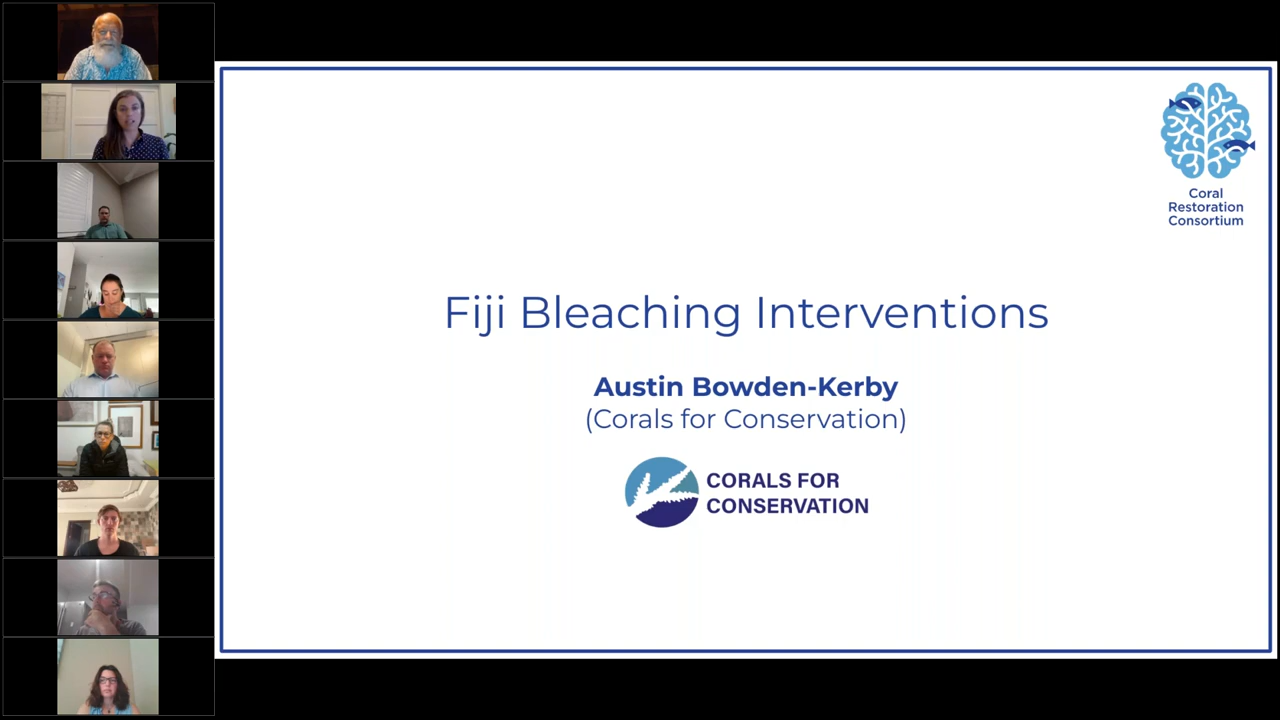 Coral
Restoration
Consortium
Fiji Bleaching Interventions
Austin Bowden-Kerby
(Corals for Conservation)
CORALS FOR
CONSERVATION